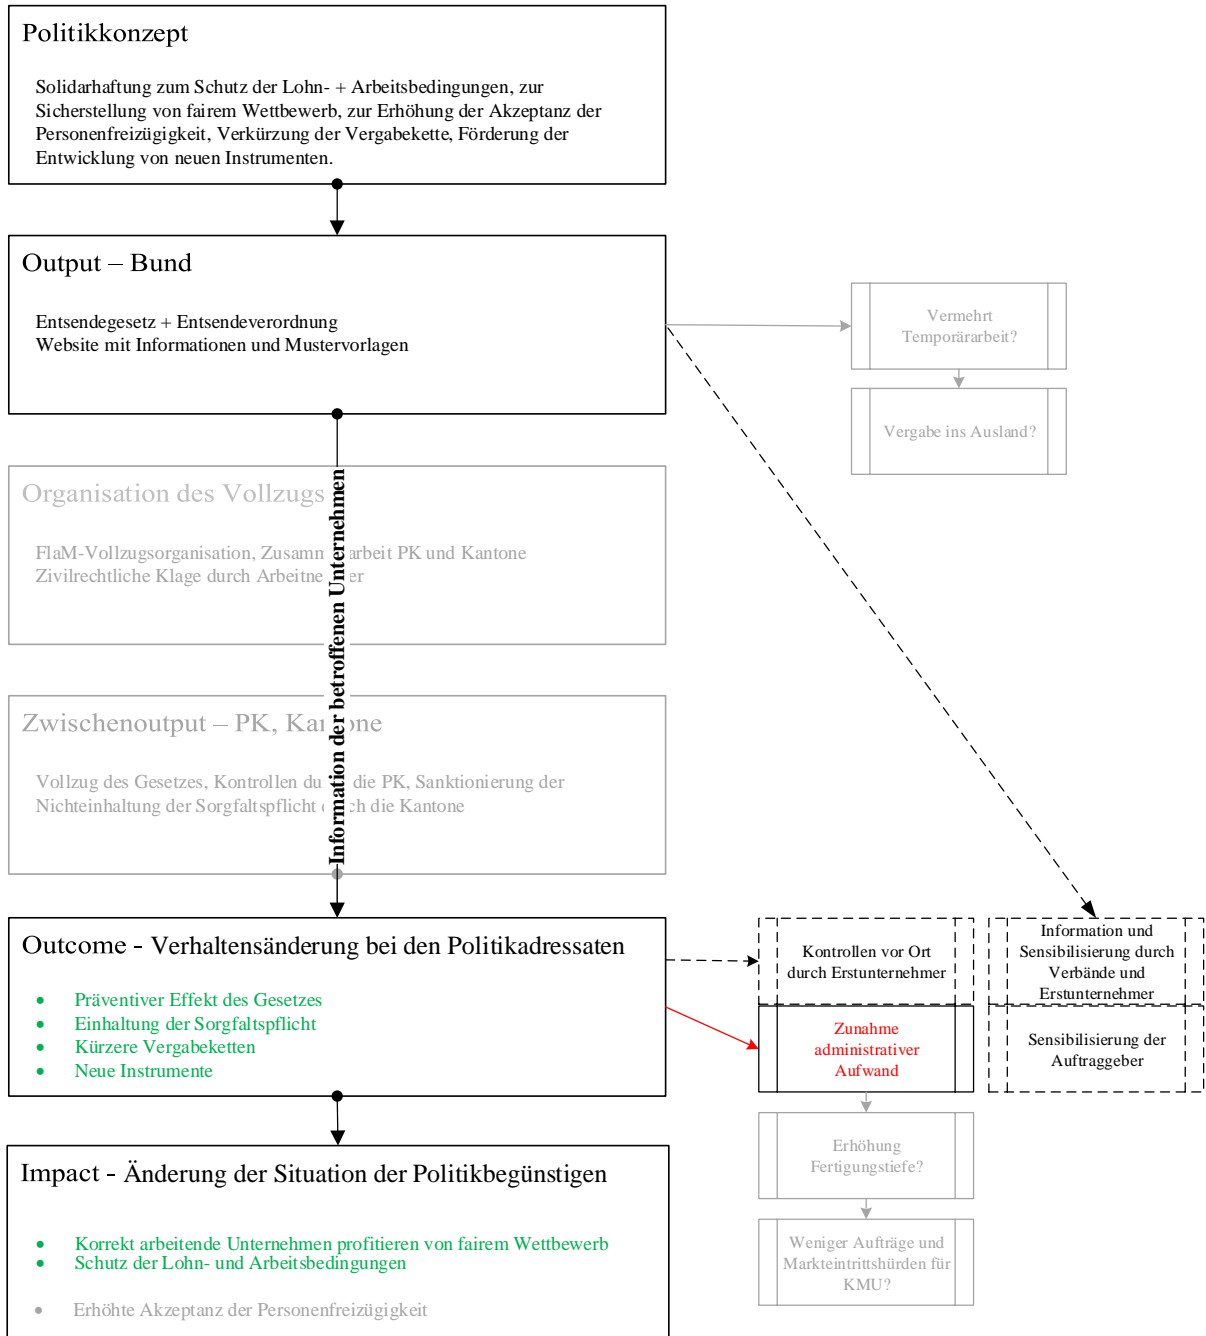 Politikkonzept
Solidarhaftung zum Schutz der Lohn- + Arbeitsbedingungen, zur
Sicherstellung von fairem Wettbewerb, zur Erhöhung der Akzeptanz der
Personenfreizügigkeit, Verkürzung der Vergabekette, Förderung der
Entwicklung von neuen Instrumenten.
Output – Bund
Entsendegesetz + Entsendeverordnung
Website mit Informationen und Mustervorlagen
Vermehrt
Temporärarbeit?
Vergabe ins Ausland?
Organisation des Vollzugs
FlaM-Vollzugsorganisation, Zusamm arbeit PK und Kantone
Zivilrechtliche Klage durch Arbeitne er
Information der betroffenen Unternehmen
Zwischenoutput – PK, Kantone
Vollzug des Gesetzes, Kontrollen du die PK, Sanktionierung der
Nichteinhaltung der Sorgfaltspflicht ch die Kantone
Outcome - Verhaltensänderung bei den Politikadressaten
Präventiver Effekt des Gesetzes
Einhaltung der Sorgfaltspflicht
Kürzere Vergabeketten
Neue Instrumente
Kontrollen vor Ort
durch Erstunternehmer
Information und
Sensibilisierung durch
Verbände und
Erstunternehmer
Zunahme
administrativer
Aufwand
Sensibilisierung der
Auftraggeber
Erhöhung
Fertigungstiefe?
Weniger Aufträge und
Markteintrittshürden für
KMU?
Impact - Änderung der Situation der Politikbegünstigen
Korrekt arbeitende Unternehmen profitieren von fairem Wettbewerb
Schutz der Lohn- und Arbeitsbedingungen
Erhöhte Akzeptanz der Personenfreizügigkeit